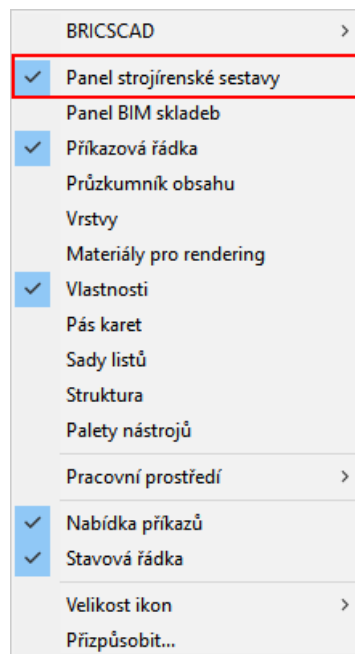 BRICSCAD
Panel strojírenské sestavy
Panel BIM skladeb
Příkazová řádka
Průzkumník obsahu
Vrstvy
Materiály pro rendering
Vlastnosti
Pás karet
Sady listů
Struktura
Palety nástrojů
Pracovní prostředí
Nabídka příkazů
Stavová řádka
Velikost ikon
Přizpůsobit...